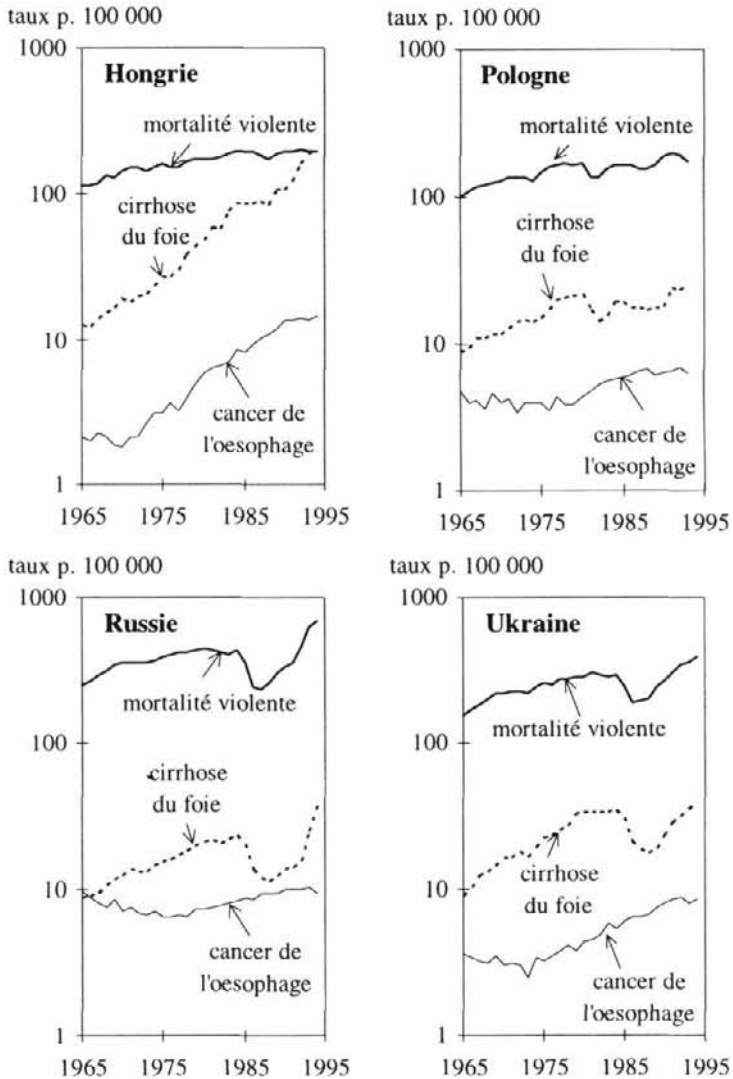 taux p. 100 000
1000
Hongrie
mortalité violente
100
cirrhose
du foie
10
cancer de
l'oesophage
1
1965 1975 1985 1995
taux p. 100 000
1000
Pologne
mortalité violente
100
cirrhose
du foie
10
cancer de
l'oesophage
1
1965 1975 1985 1995
taux p. 100 000
1000
Russie
mortalité violente
100
cirrhose
du foie
10
cancer de
l'oesophage
1
1965 1975 1985 1995
taux p. 100 000
1000
Ukraine
mortalité violente
100
cirrhose
du foie
10
cancer de
l'oesophage
1
1965 1975 1985 1995